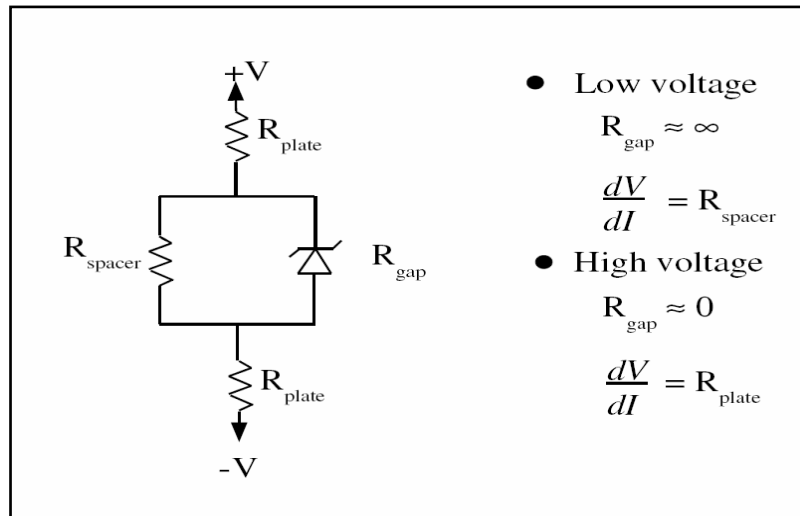 +V
R_plate
R_spacer
R_gap
R_plate
-V
● Low voltage
R_gap ≈ ∞
dV/dI = R_spacer
● High voltage
R_gap ≈ 0
dV/dI = R_plate